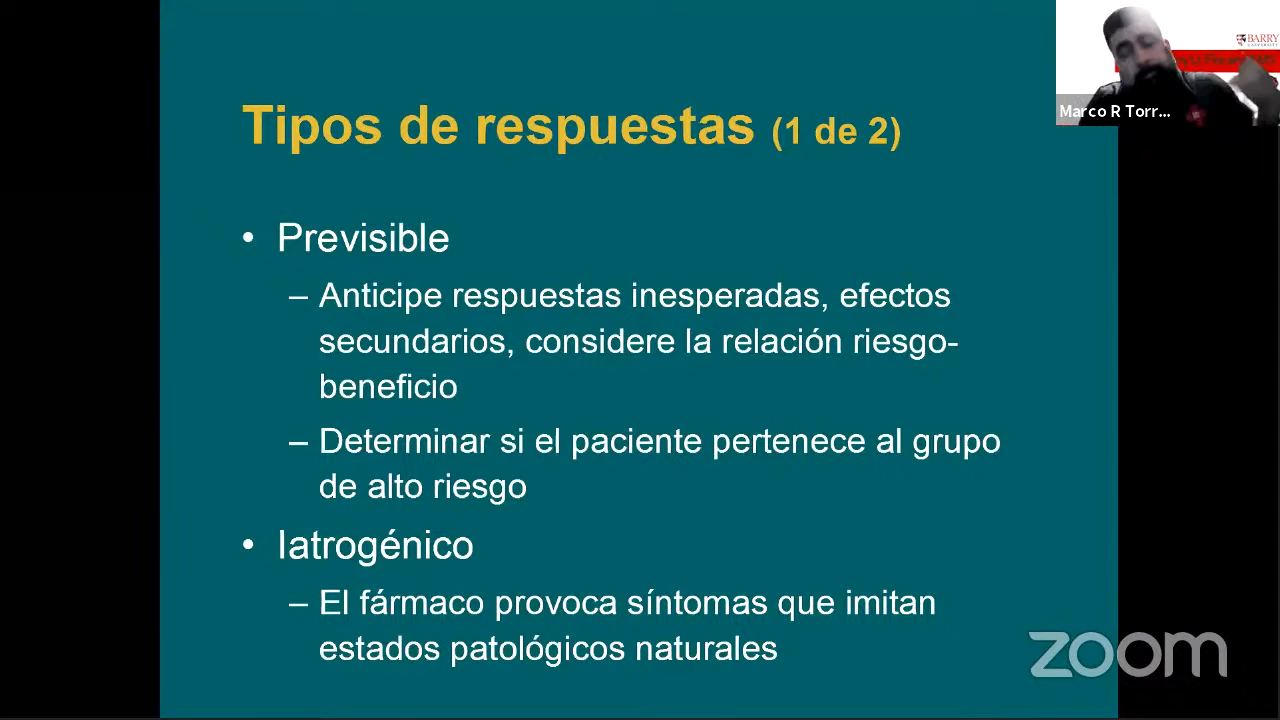 Tipos de respuestas (1 de 2)
• Previsible
– Anticipe respuestas inesperadas, efectos
secundarios, considere la relación riesgo-
beneficio
– Determinar si el paciente pertenece al grupo
de alto riesgo
• Iatrogénico
– El fármaco provoca síntomas que imitan
estados patológicos naturales
BARRY
Marco R Torr...
zoom